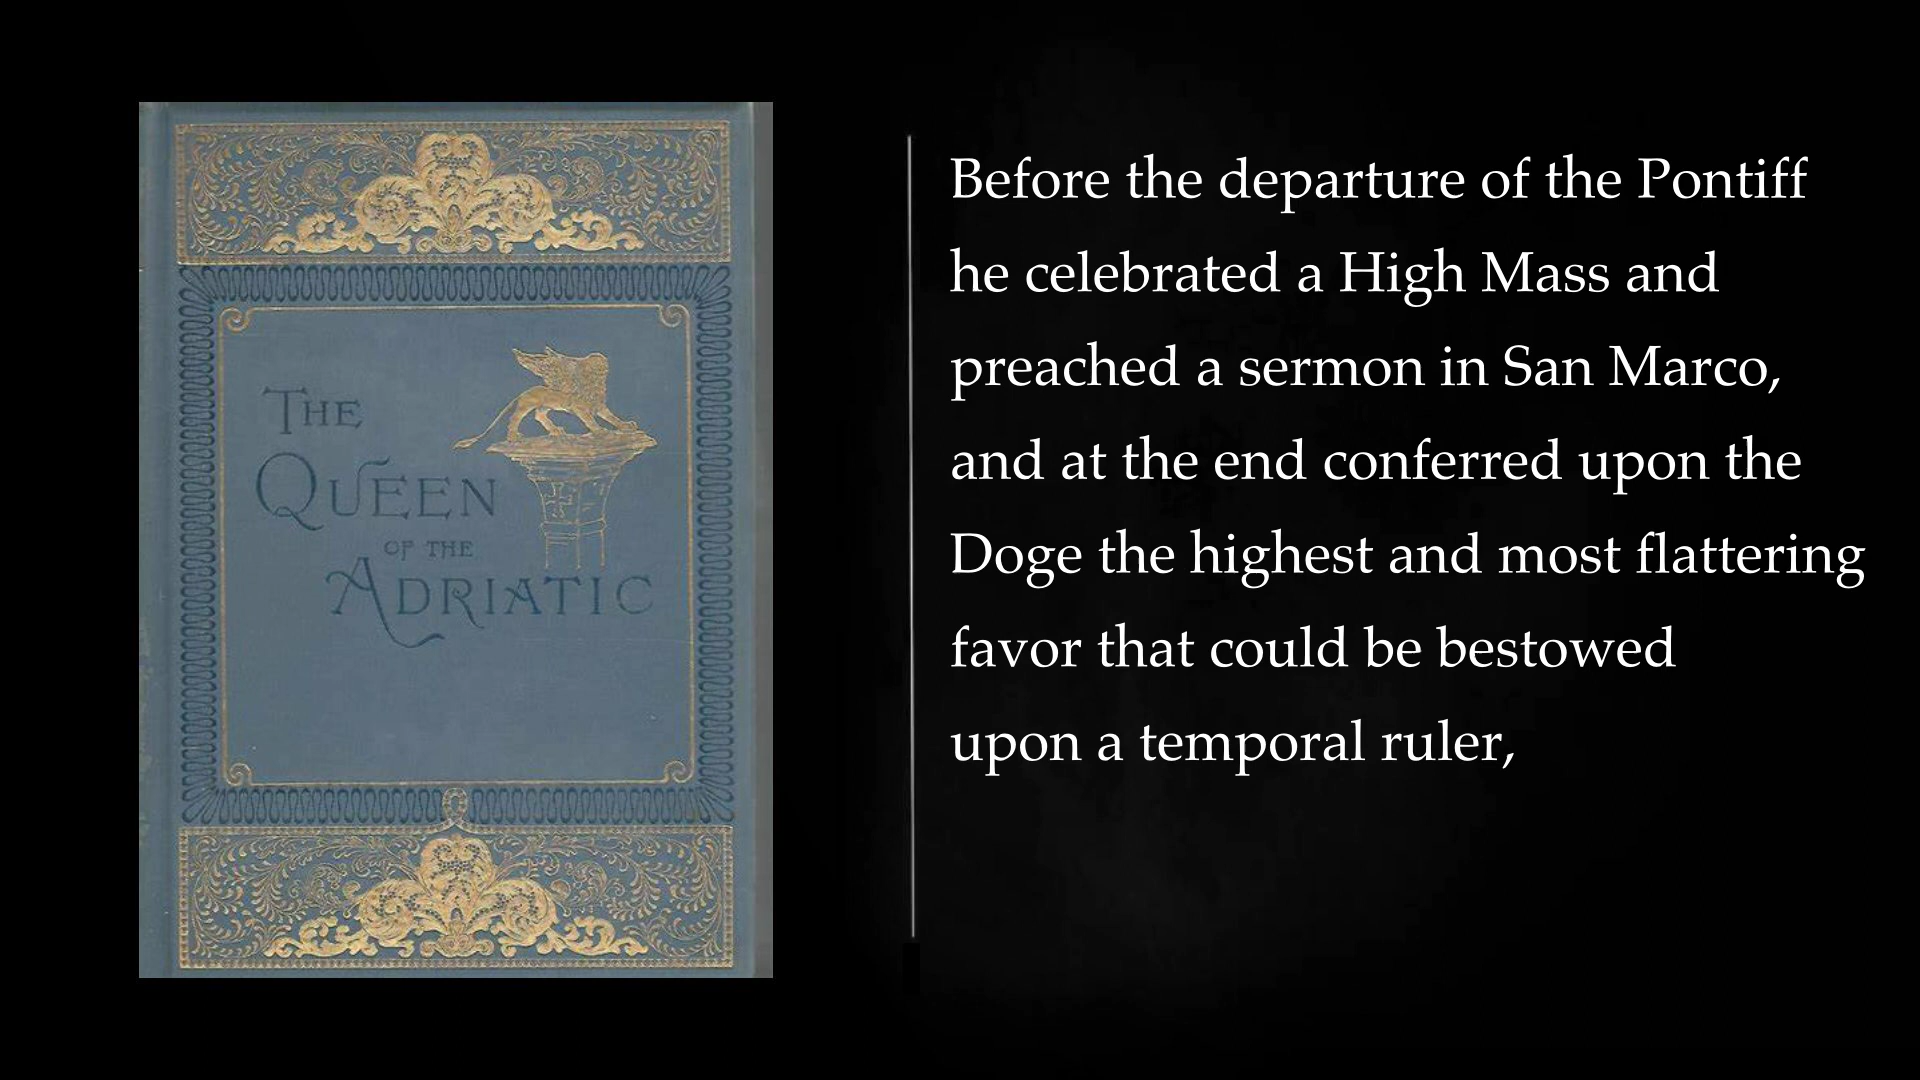 The
Queen
of the
Adriatic
Before the departure of the Pontiff
he celebrated a High Mass and
preached a sermon in San Marco,
and at the end conferred upon the
Doge the highest and most flattering
favor that could be bestowed
upon a temporal ruler,